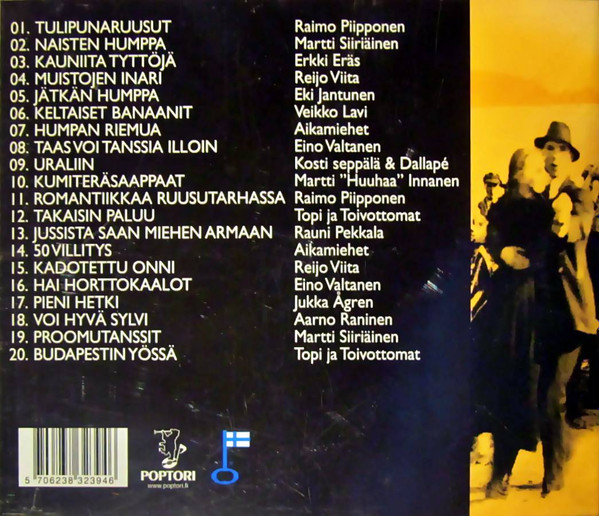 01. TULIPUNARUUSUT Raimo Piipponen
02. NAISTEN HUMPPA Martti Siiriäinen
03. KAUNIITA TYTTÖJÄ Erkki Eräs
04. MUISTOJEN INARI Reijo Viita
05. JÄTKÄN HUMPPA Eki Jantunen
06. KELTAISET BANAANIT Veikko Lavi
07. HUMPAN RIEMUA Aikamiehet
08. TAAS VOI TANSSIA ILLOIN Eino Valtanen
09. URALIIN Kosti seppälä & Dallapé
10. KUMITERÄSAAPPAAT Martti ”Huuhaa” Innanen
11. ROMANTIIKKAA RUUSUTARHASSA Raimo Piipponen
12. TAKAISIN PALUU Topi ja Toivottomat
13. JUSSISTA SAAN MIEHEN ARMAAN Rauni Pekkala
14. 50 VILLITYS Aikamiehet
15. KADOTETTU ONNI Reijo Viita
16. HAI HORTTOKAALOT Eino Valtanen
17. PIENI HETKI Jukka Ågren
18. VOI HYVÄ SYLVI Aarno Raninen
19. PROOMUTANSSIT Martti Siiriäinen
20. BUDAPESTIN YÖSSÄ Topi ja Toivottomat
5 706238 323946
POPTORI
www.poptori.fi